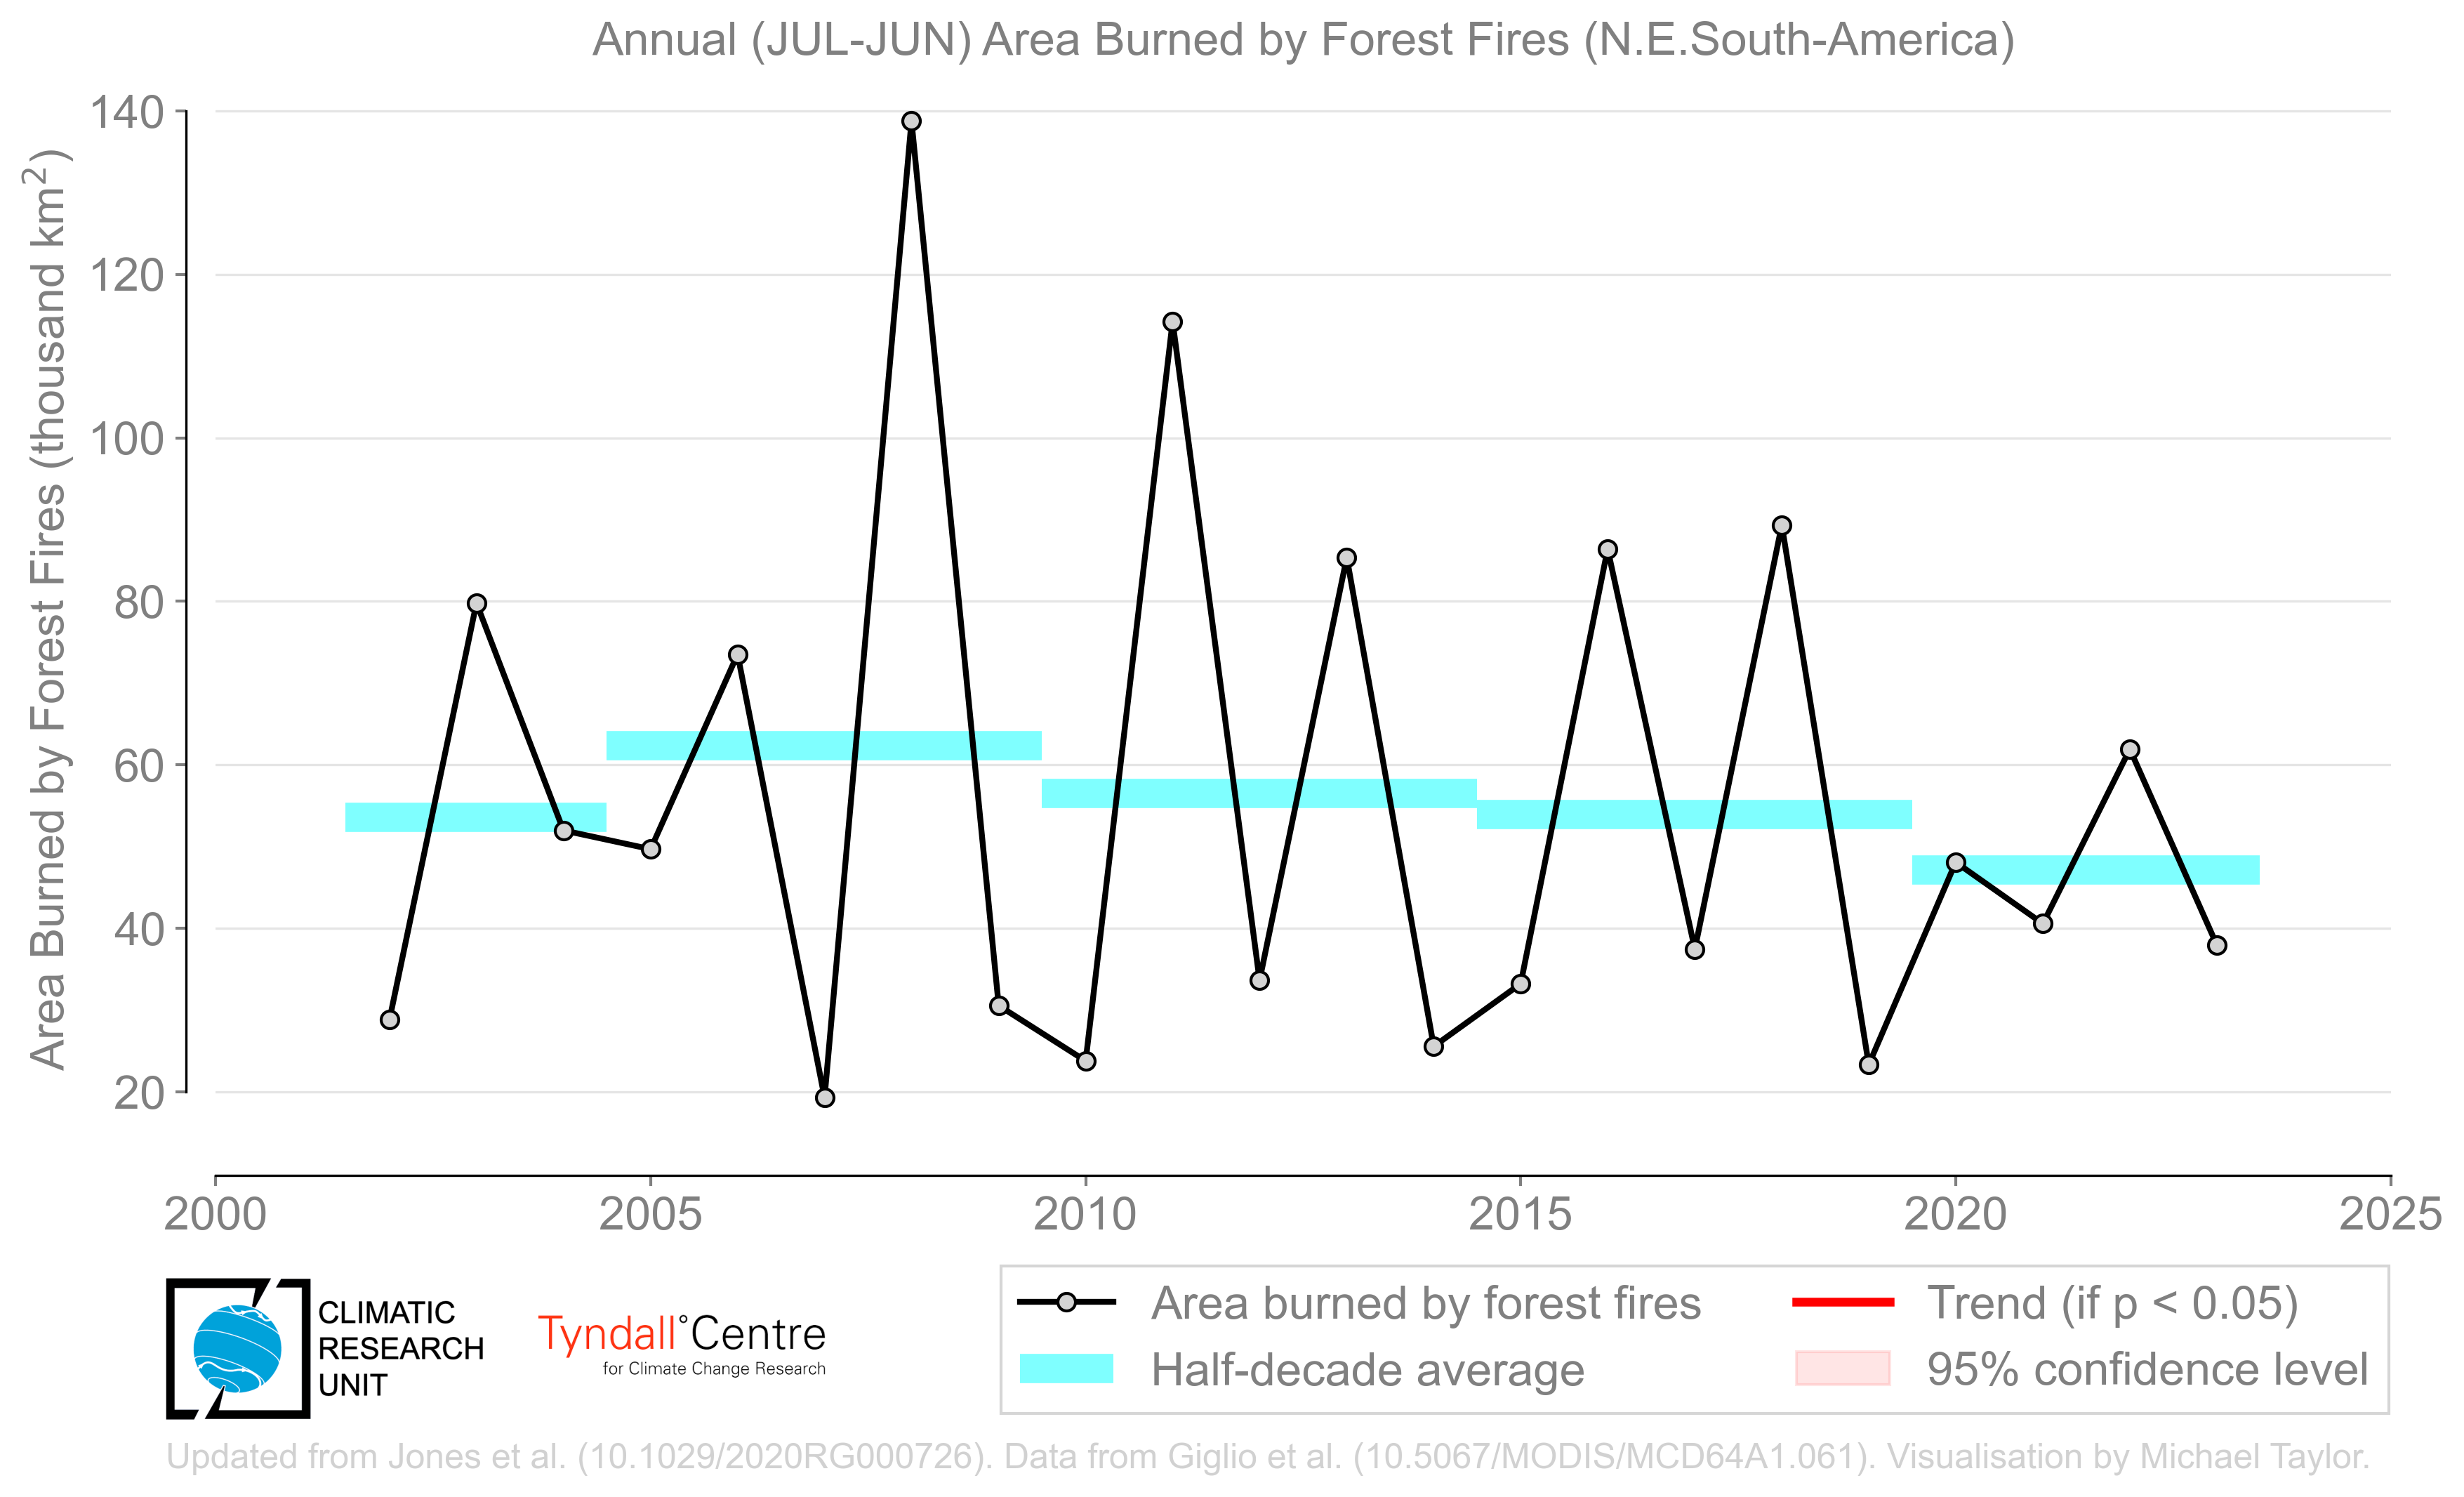 Annual (JUL-JUN) Area Burned by Forest Fires (N.E.South-America)
Area Burned by Forest Fires (thousand km²)
140
120
100
80
60
40
20
2000 2005 2010 2015 2020 2025
CLIMATIC
RESEARCH
UNIT
Tyndall°Centre
for Climate Change Research
Area burned by forest fires
Half-decade average
Trend (if p < 0.05)
95% confidence level
Updated from Jones et al. (10.1029/2020RG000726). Data from Giglio et al. (10.5067/MODIS/MCD64A1.061). Visualisation by Michael Taylor.